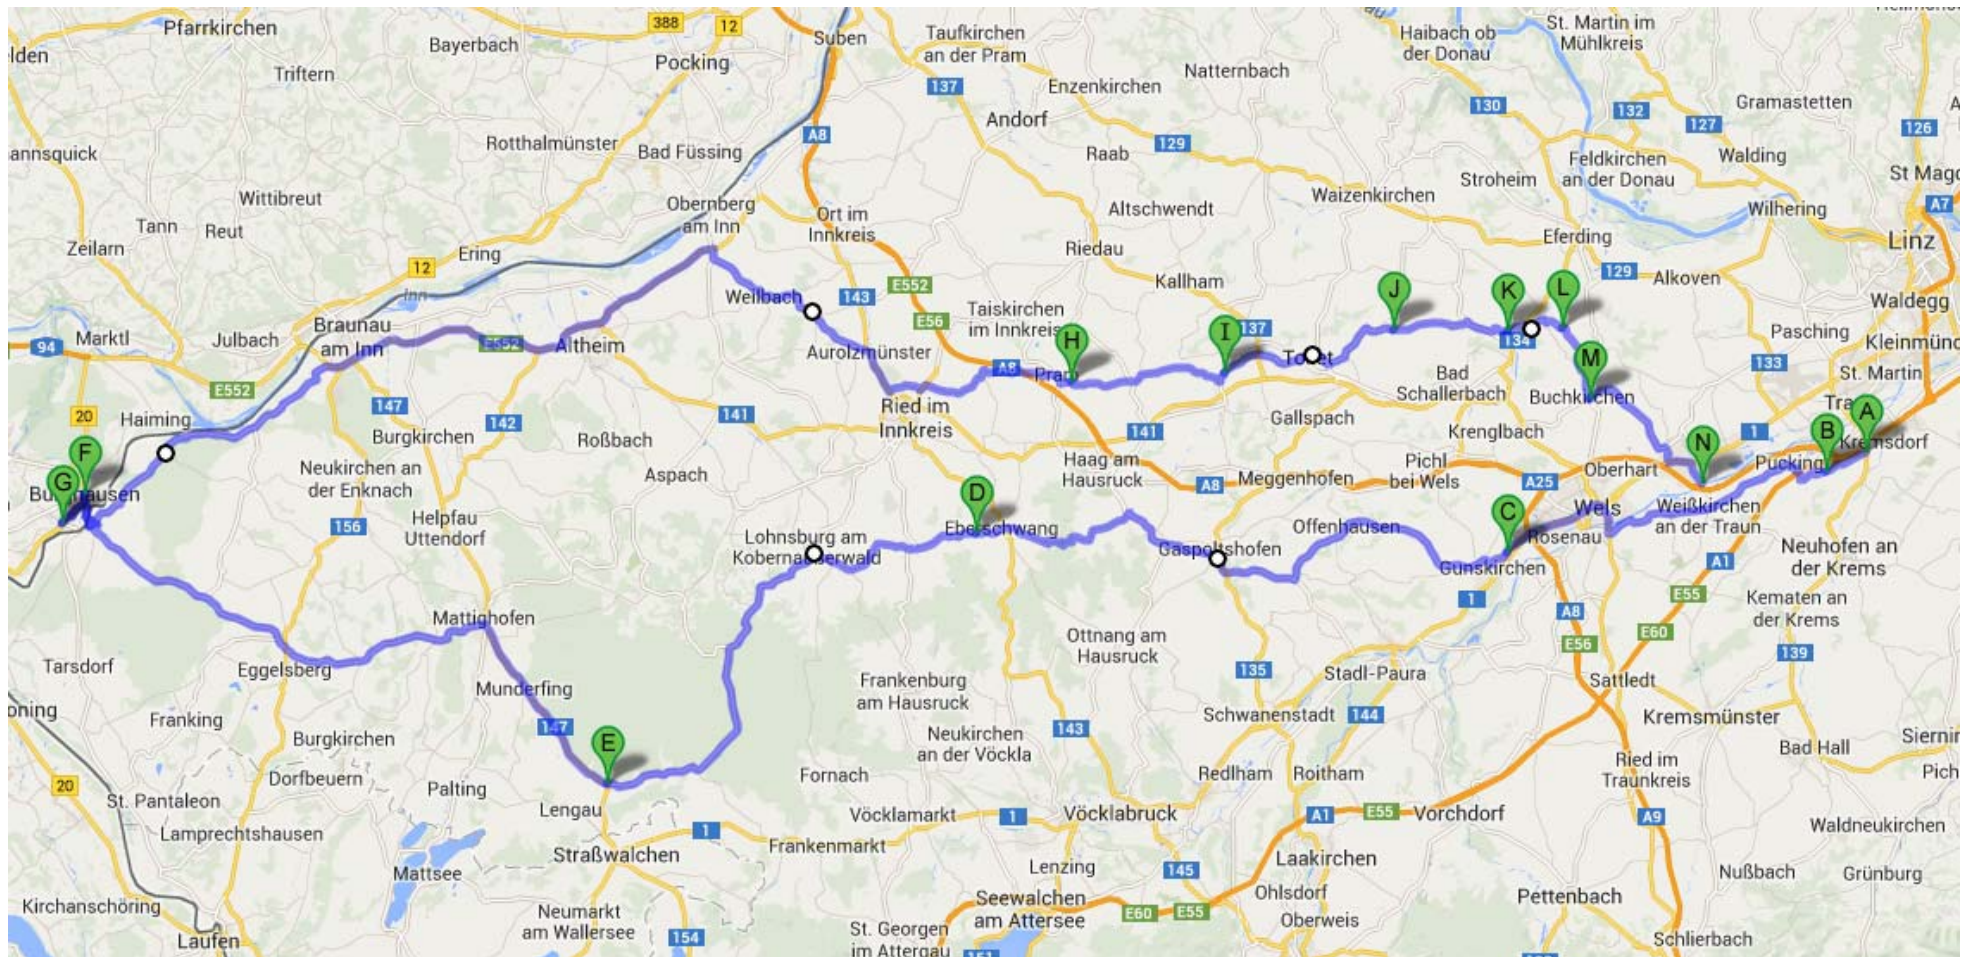 Pfarrkirchen
388
12
Suben
Taufkirchen
an der Pram
Haibach ob
der Donau
St. Martin im
Mühlkreis
Bayerbach
Pocking
Triftern
137
Enzenkirchen
Natternbach
130
132
Gramastetten
127
126
Andorf
A8
Rotthalmünster
Bad Füssing
Raab
129
Feldkirchen
an der Donau
Walding
annsquick
Wittibreut
Stroheim
Waizenkirchen
St Mag
A7
Obernberg
am Inn
Ort im
Innkreis
Altschwendt
Wilhering
Tann
Reut
Zeilarn
Ering
12
Riedau
Eferding
Linz
129
Alkoven
Kallham
E552
Inn
Weilbach
143
Taiskirchen
im Innkreis
J
K
L
Waldegg
Marktl
94
Julbach
Braunau
am Inn
E552
Altheim
E56
H
I
137
134
Pasching
Kleinmünc
Aurolzmünster
A8
Pram
M
133
St. Martin
Bad
Schallerbach
Buchkirchen
E552
20
Haiming
147
142
141
Ried im
Innkreis
Gallspach
A
F
Burgkirchen
Roßbach
141
Krenglbach
N
1
B
Kremsdorf
G
Neukirchen an
der Enknach
Aspach
Haag am
Hausruck
Meggenhofen
Pichl
bei Wels
Oberhart
Pucking
A8
A25
D
C
Wels
Weißkirchen
an der Traun
156
Helpfau
Uttendorf
Lohnsburg am
Kobernaußerwald
Eberschwang
Gaspoltshofen
Offenhausen
Rosenau
Gunskirchen
Neuhofen an
der Krems
A1
E55
1
A8
Kematen an
der Krems
Mattighofen
Ottnang am
Hausruck
E56
E60
139
Tarsdorf
Eggelsberg
135
Stadl-Paura
Sattledt
Munderfing
Frankenburg
am Hausruck
Franking
147
Schwanenstadt
144
Kremsmünster
Burgkirchen
E
Neukirchen
an der Vöckla
143
Bad Hall
20
Dorfbeuern
Palting
Fornach
Redlham
Roitham
Ried im
Traunkreis
St. Pantaleon
Lengau
Lamprechtshausen
Vöcklamarkt
1
Vöcklabruck
A1
E55
Vorchdorf
A9
Waldneukirchen
1
Straßwalchen
Frankenmarkt
Mattsee
Lenzing
145
Laakirchen
Nußbach
Grünburg
Kirchanschöring
Neumarkt
am Wallersee
Seewalchen
am Attersee
Ohlsdorf
Pettenbach
E60
E55
Oberweis
Laufen
154
St. Georgen
im Attergau
151
Schlierbach